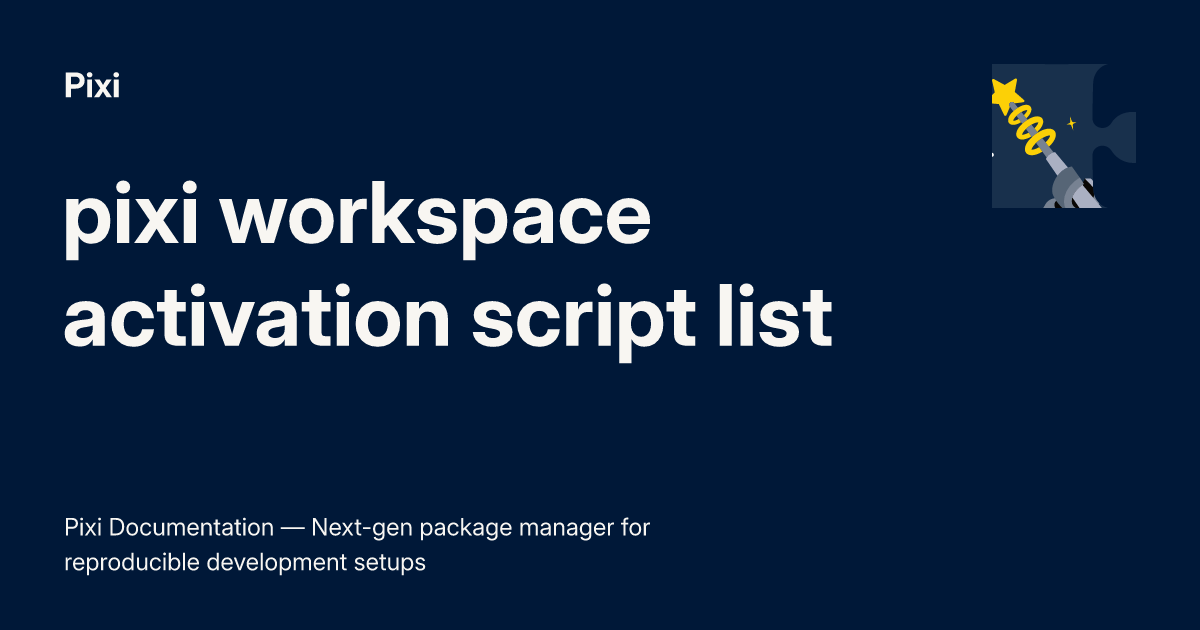 Pixi
pixi workspace
activation script list
Pixi Documentation — Next-gen package manager for
reproducible development setups